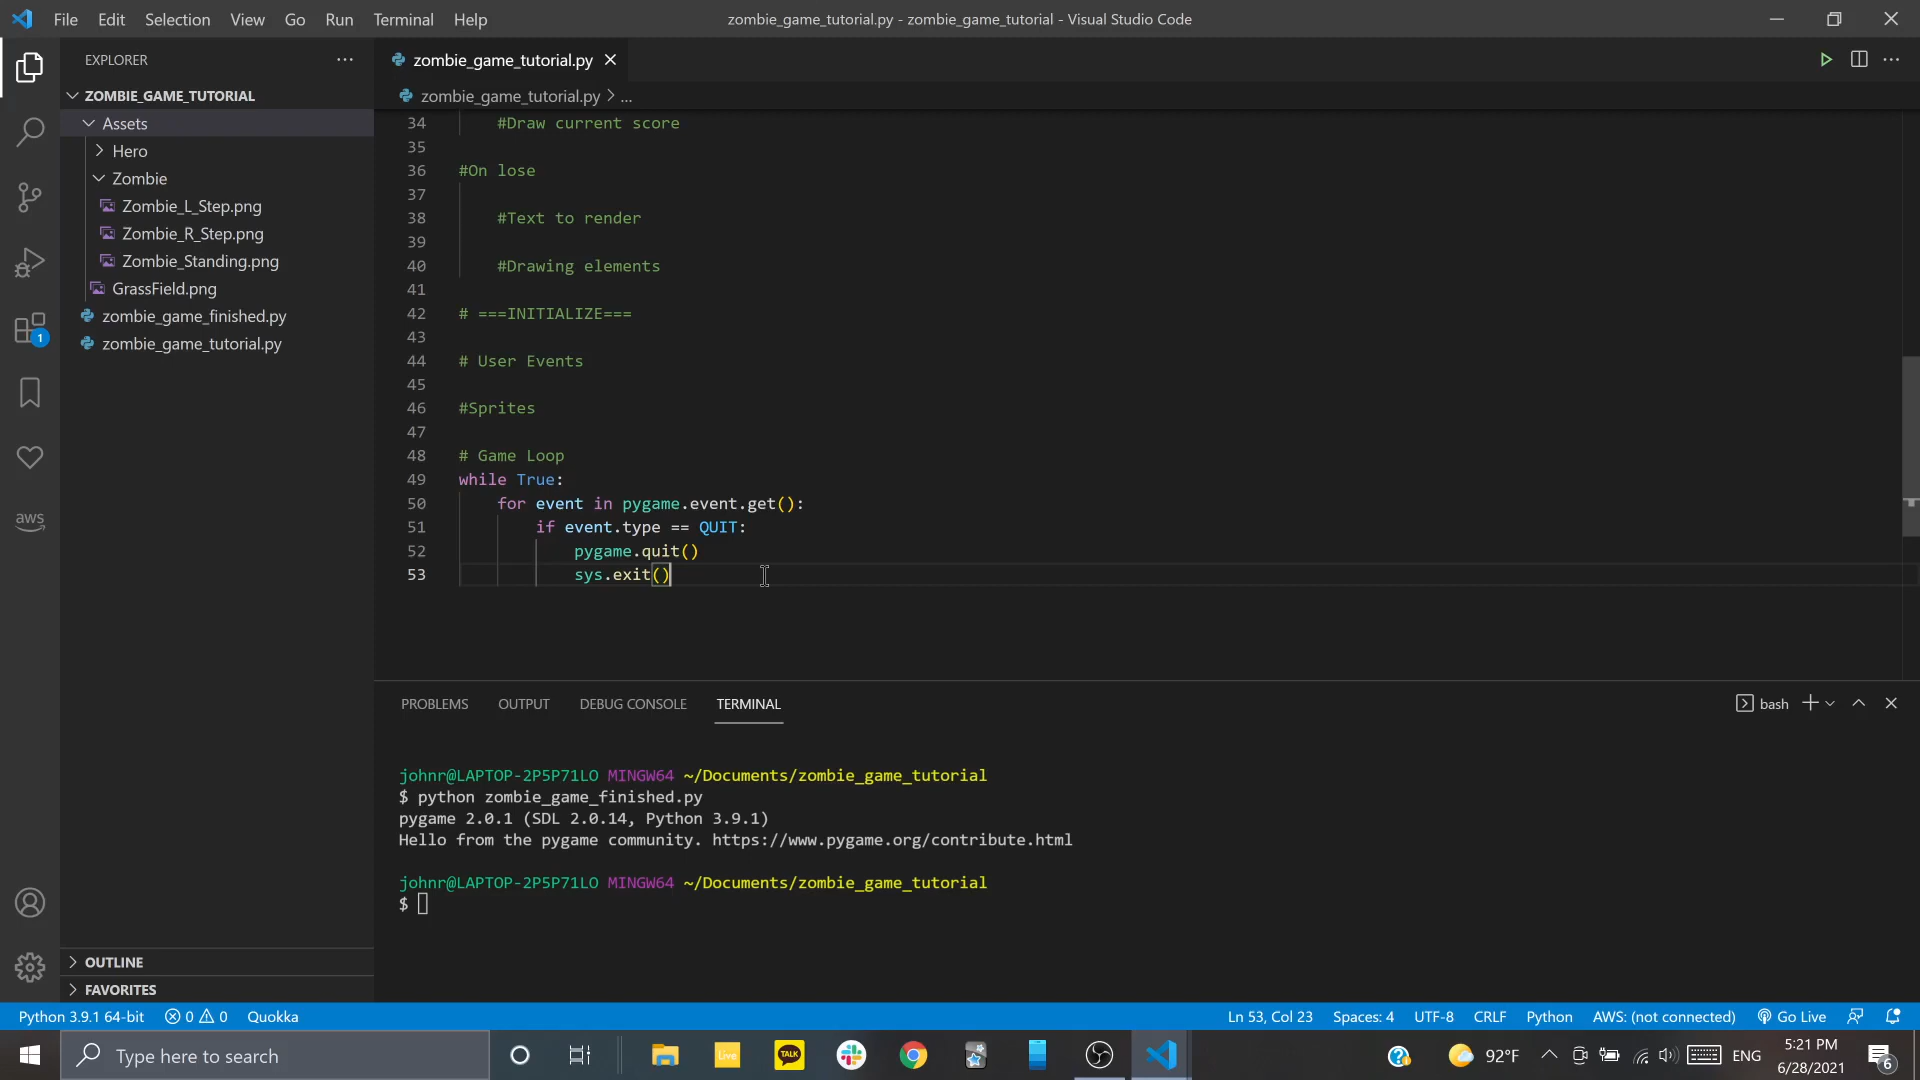 File Edit Selection View Go Run Terminal Help
zombie_game_tutorial.py - zombie_game_tutorial - Visual Studio Code
EXPLORER
ZOMBIE_GAME_TUTORIAL
Assets
Hero
Zombie
Zombie_L_Step.png
Zombie_R_Step.png
Zombie_Standing.png
GrassField.png
zombie_game_finished.py
zombie_game_tutorial.py
1
aws
OUTLINE
FAVORITES
zombie_game_tutorial.py
zombie_game_tutorial.py > ...
34 #Draw current score
35
36 #On lose
37
38 #Text to render
39
40 #Drawing elements
41
42 # ===INITIALIZE===
43
44 # User Events
45
46 #Sprites
47
48 # Game Loop
49 while True:
50 for event in pygame.event.get():
51 if event.type == QUIT:
52 pygame.quit()
53 sys.exit()
PROBLEMS OUTPUT DEBUG CONSOLE TERMINAL
bash
johnr@LAPTOP-2P5P71LO MINGW64 ~/Documents/zombie_game_tutorial
$ python zombie_game_finished.py
pygame 2.0.1 (SDL 2.0.14, Python 3.9.1)
Hello from the pygame community. https://www.pygame.org/contribute.html
johnr@LAPTOP-2P5P71LO MINGW64 ~/Documents/zombie_game_tutorial
$
Python 3.9.1 64-bit 0 0 Quokka
Ln 53, Col 23 Spaces: 4 UTF-8 CRLF Python AWS: (not connected) Go Live
Type here to search
live
TALK
92°F
ENG
5:21 PM
6/28/2021
6